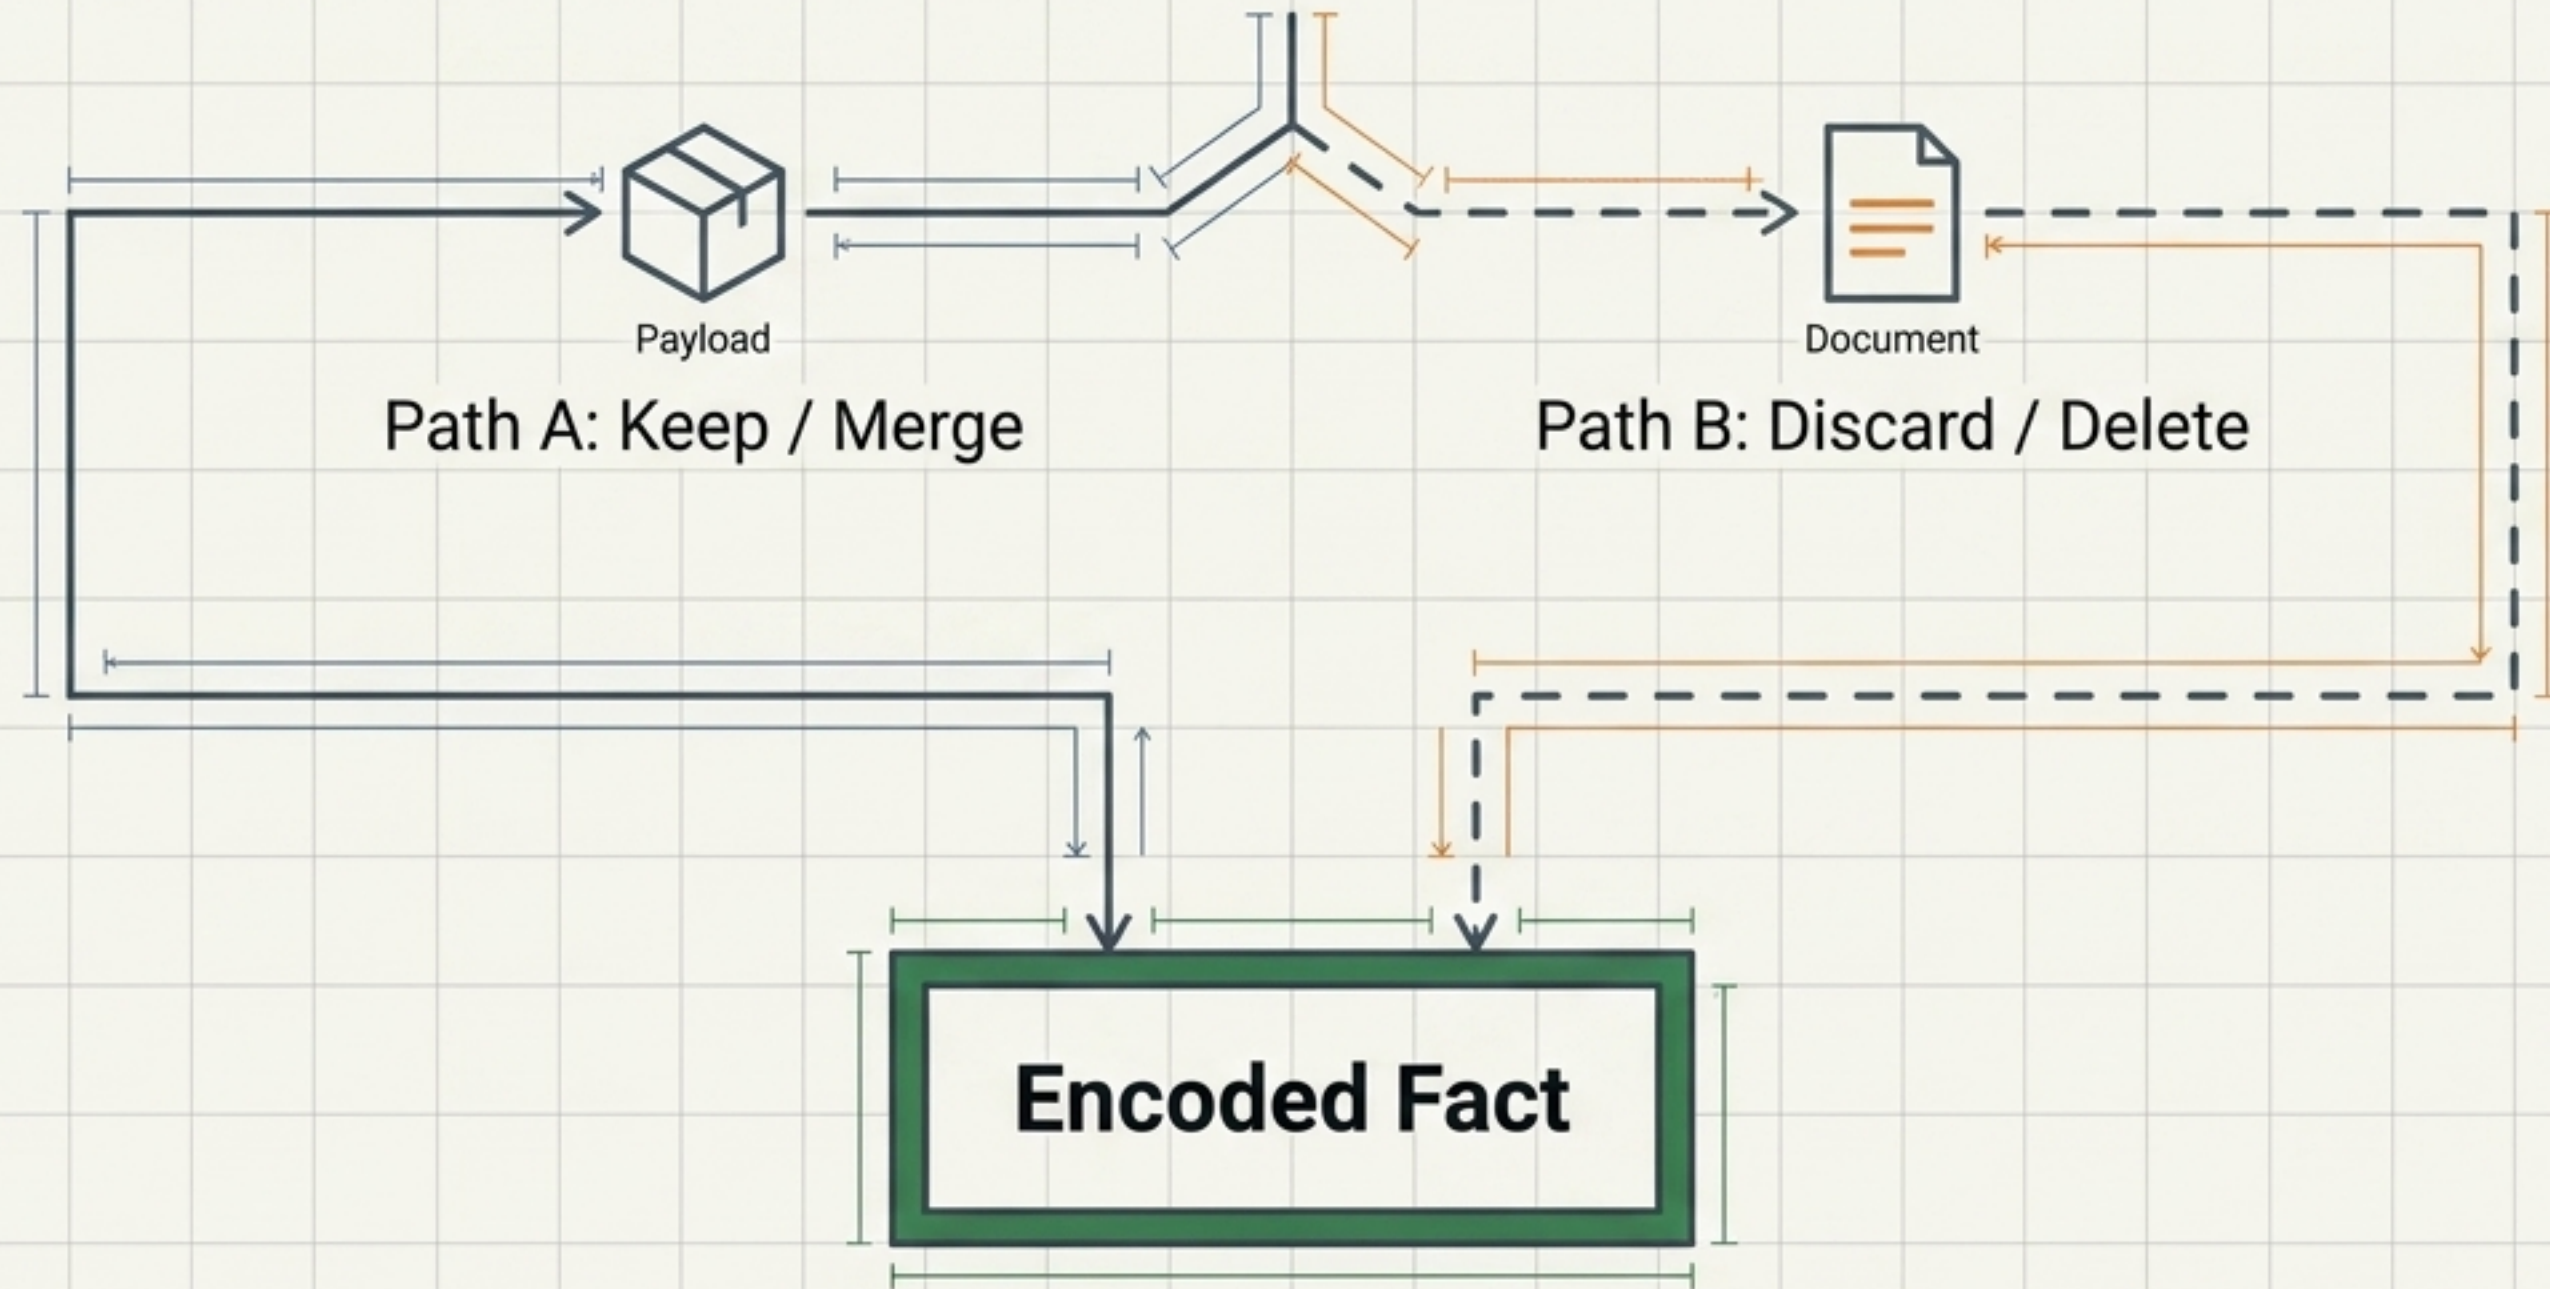 Payload
Document
Path A: Keep / Merge
Path B: Discard / Delete
Encoded Fact